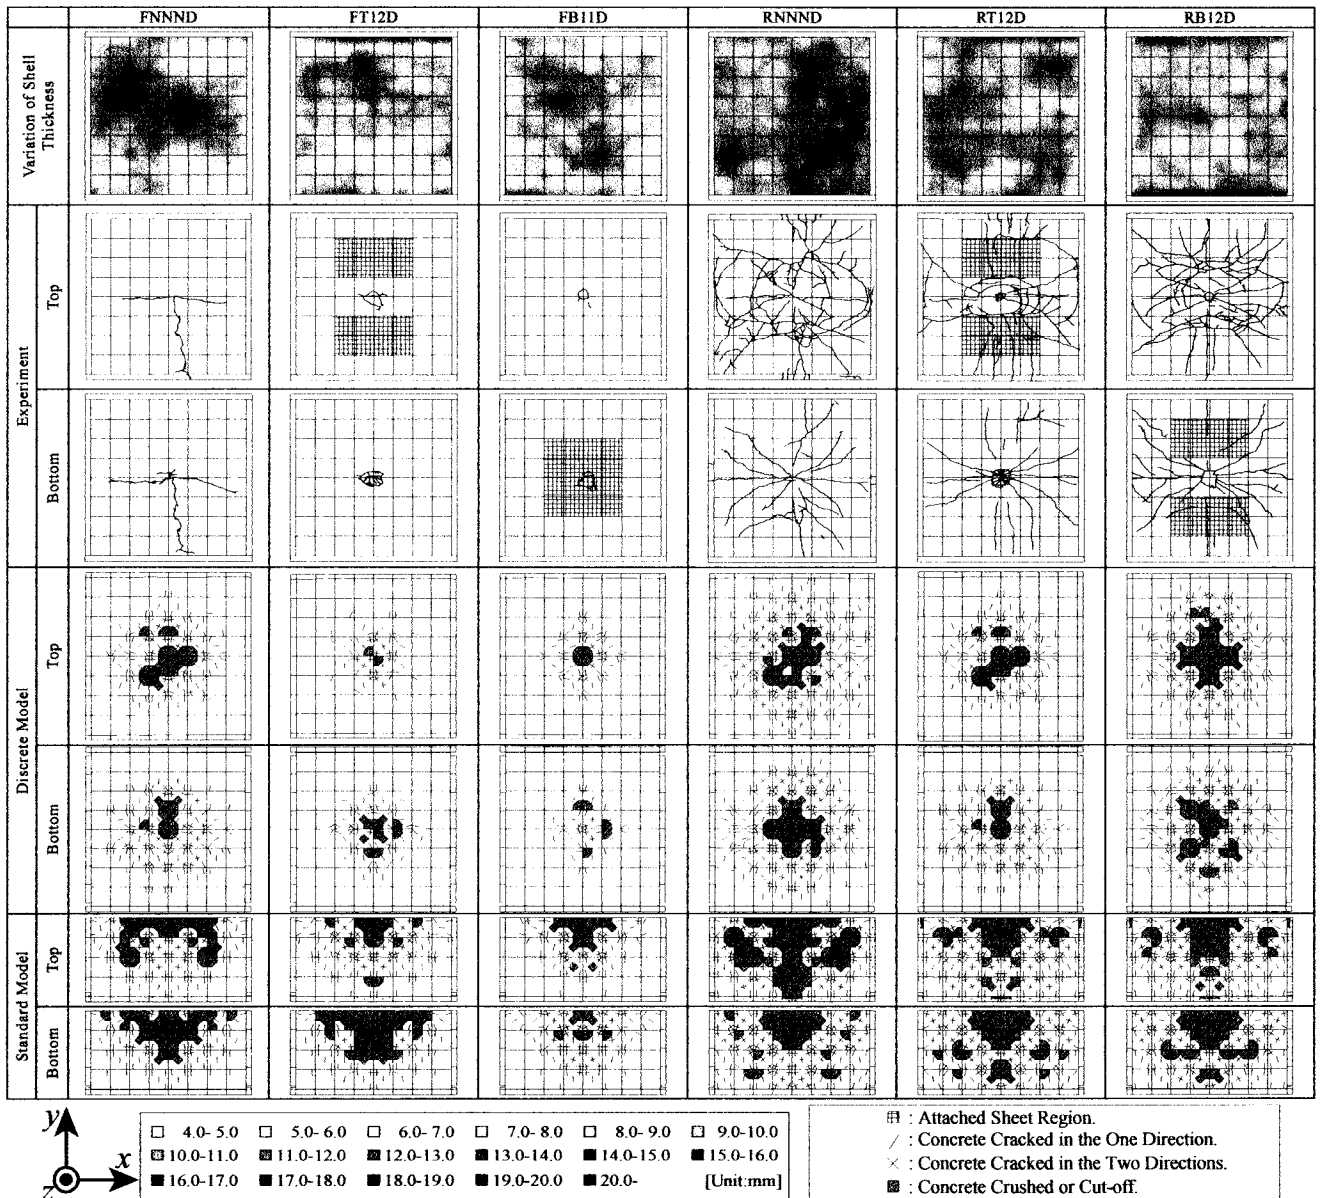 FNNND FT12D FB11D RNNND RT12D RB12D
Variation of Shell
Thickness
Experiment
Top
Bottom
Discrete Model
Top
Bottom
Standard Model
Top
Bottom
y
x
z
4.0- 5.0 5.0- 6.0 6.0- 7.0 7.0- 8.0 8.0- 9.0 9.0-10.0
10.0-11.0 11.0-12.0 12.0-13.0 13.0-14.0 14.0-15.0 15.0-16.0
16.0-17.0 17.0-18.0 18.0-19.0 19.0-20.0 20.0- [Unit:mm]
: Attached Sheet Region.
: Concrete Cracked in the One Direction.
: Concrete Cracked in the Two Directions.
: Concrete Crushed or Cut-off.